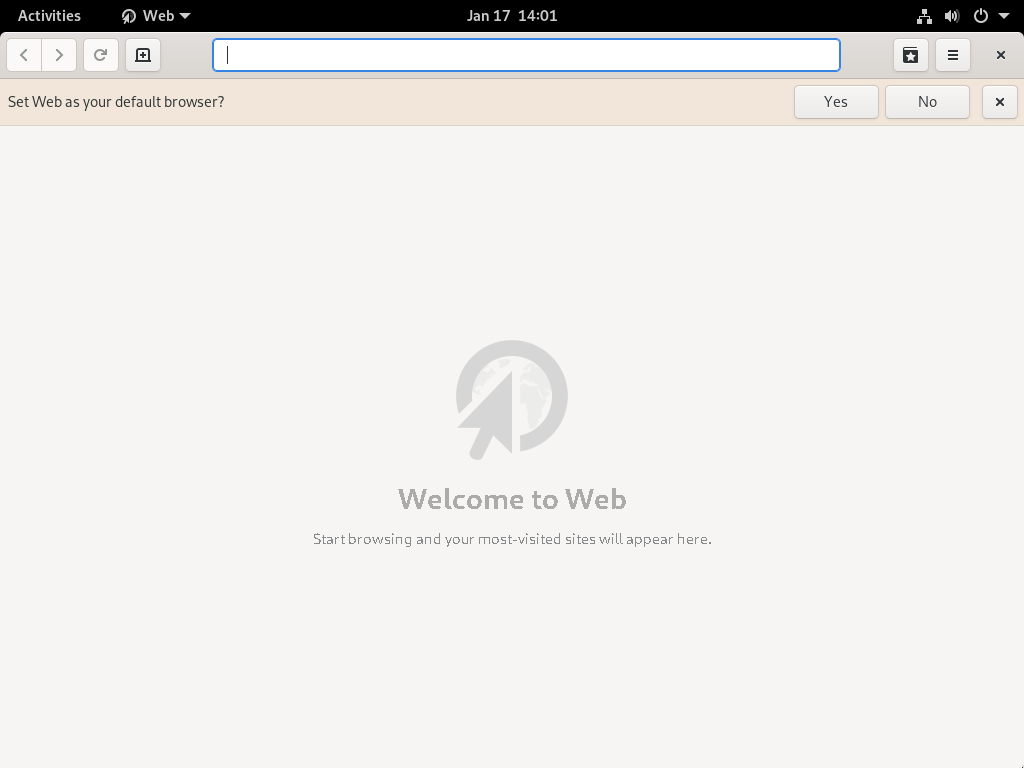 Activities Web Jan 17 14:01
Set Web as your default browser? Yes No
Welcome to Web
Start browsing and your most-visited sites will appear here.